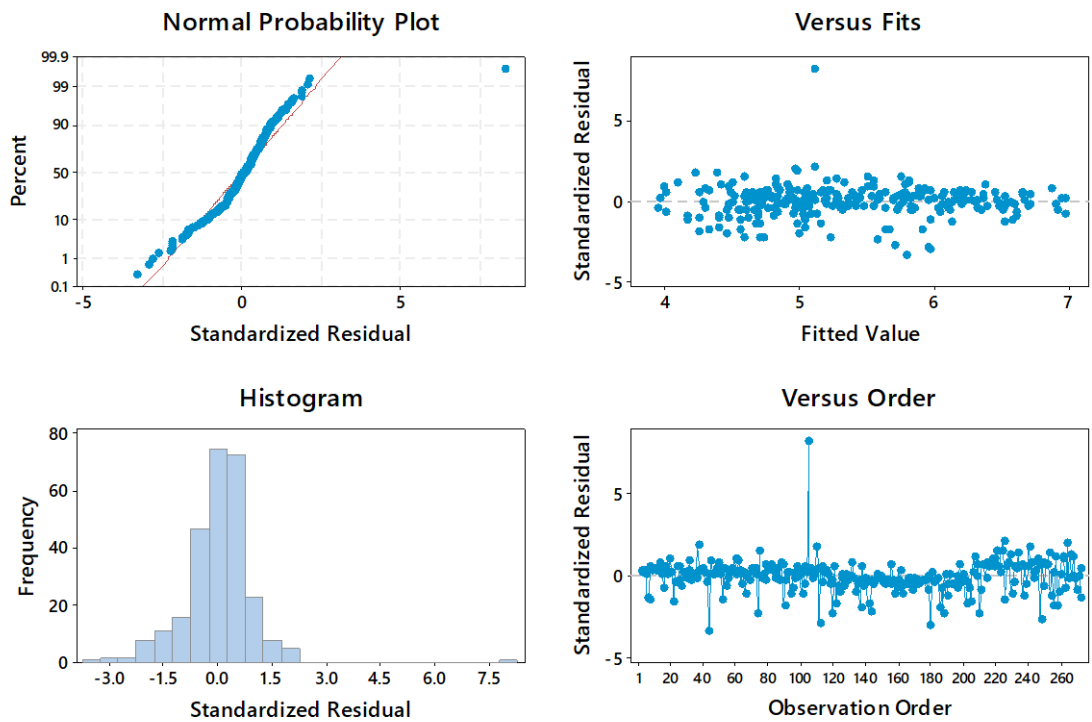 Normal Probability Plot
Percent
99.9
99
90
50
10
1
0.1
-5 0 5
Standardized Residual
Versus Fits
Standardized Residual
5
0
-5
4 5 6 7
Fitted Value
Histogram
Frequency
80
60
40
20
0
-3.0 -1.5 0.0 1.5 3.0 4.5 6.0 7.5
Standardized Residual
Versus Order
Standardized Residual
5
0
-5
1 20 40 60 80 100 120 140 160 180 200 220 240 260
Observation Order